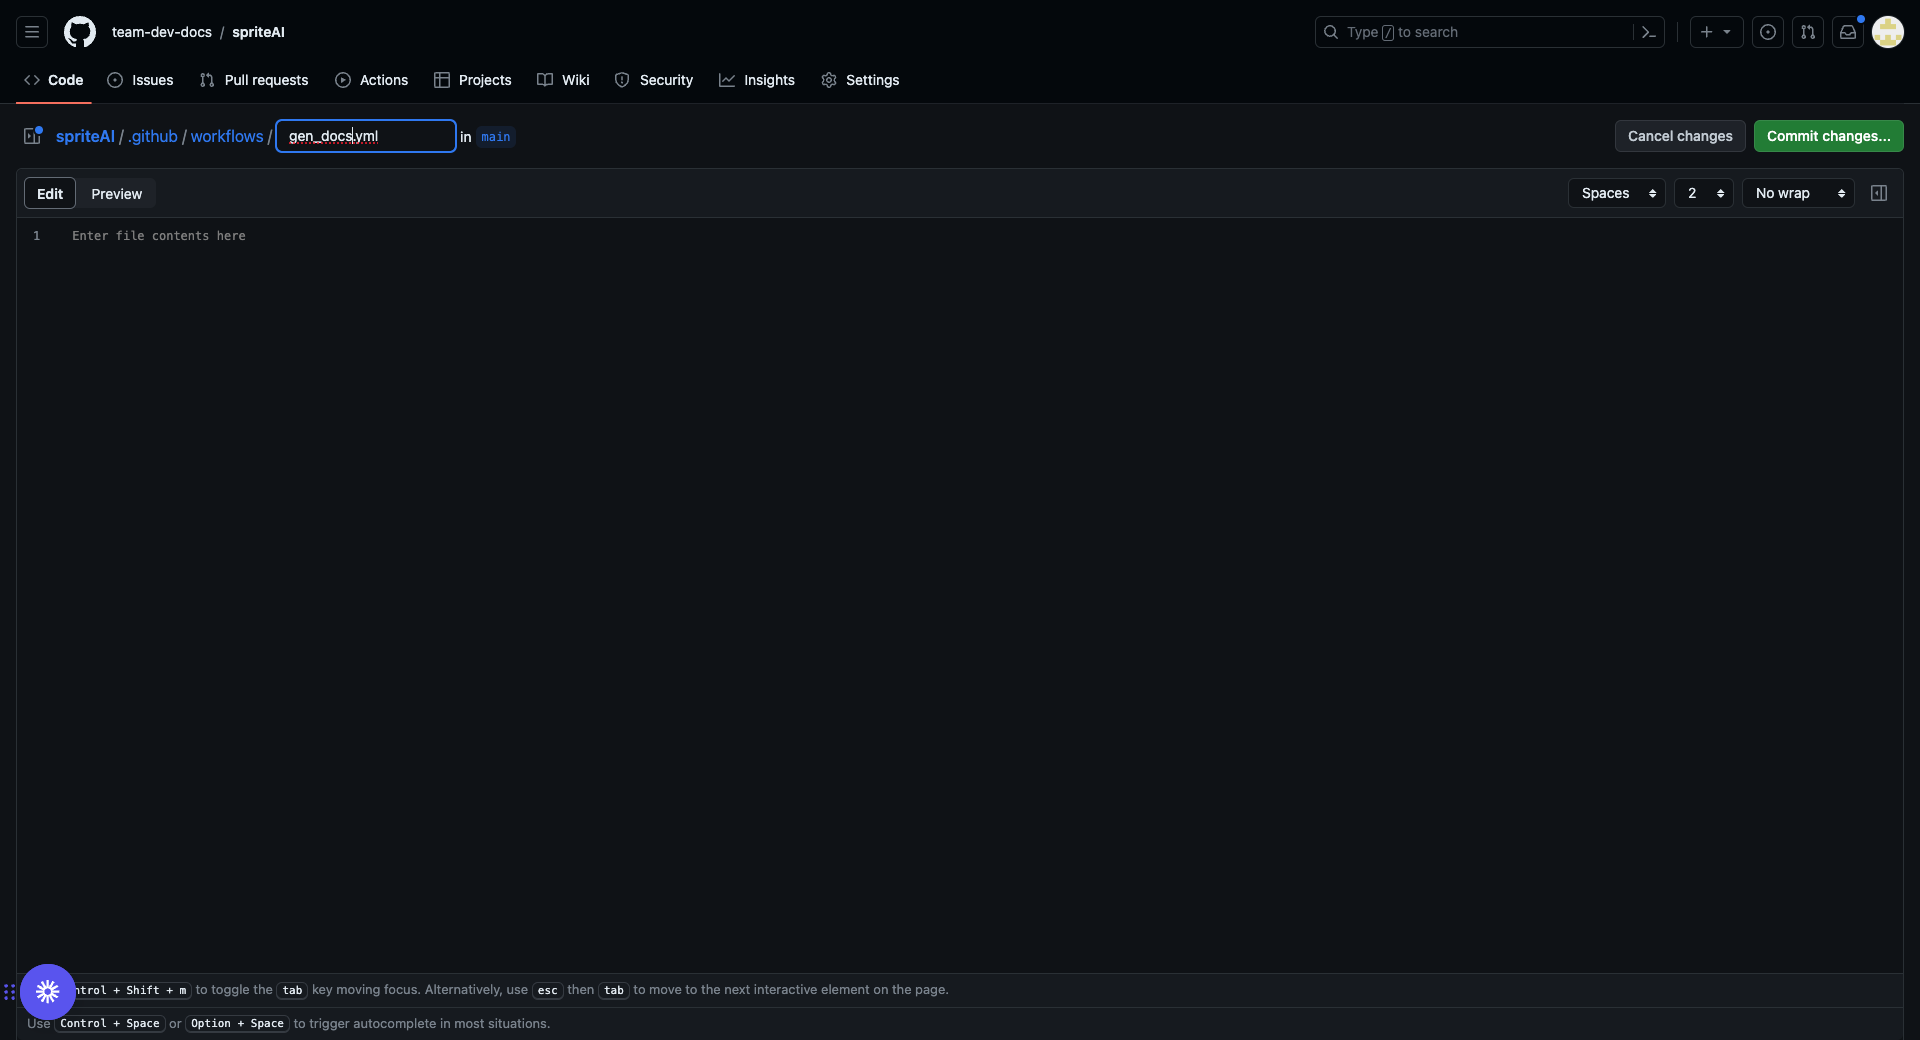 team-dev-docs / spriteAI
Type / to search
Code Issues Pull requests Actions Projects Wiki Security Insights Settings
spriteAI / .github / workflows / gen_docs.yml in main
Cancel changes Commit changes...
Edit Preview
Spaces 2 No wrap
1 Enter file contents here
ntrol + Shift + m to toggle the tab key moving focus. Alternatively, use esc then tab to move to the next interactive element on the page.
Use Control + Space or Option + Space to trigger autocomplete in most situations.